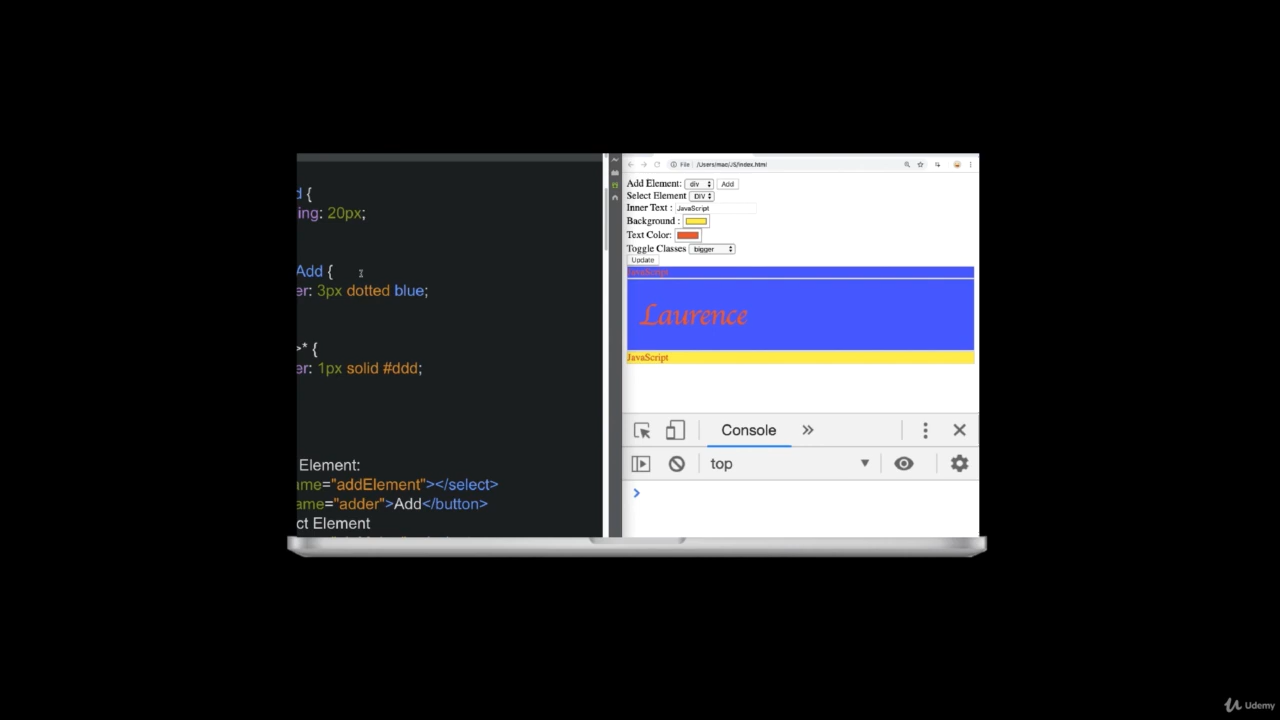 d {
ing: 20px;
Add {
er: 3px dotted blue;
>* {
er: 1px solid #ddd;
Element:
ame="addElement"></select>
ame="adder">Add</button>
ct Element
File /Users/mac/JS/index.html
Add Element: div Add
Select Element DIV
Inner Text : JavaScript
Background :
Text Color:
Toggle Classes bigger
Update
JavaScript
Laurence
JavaScript
Console
top
Udemy